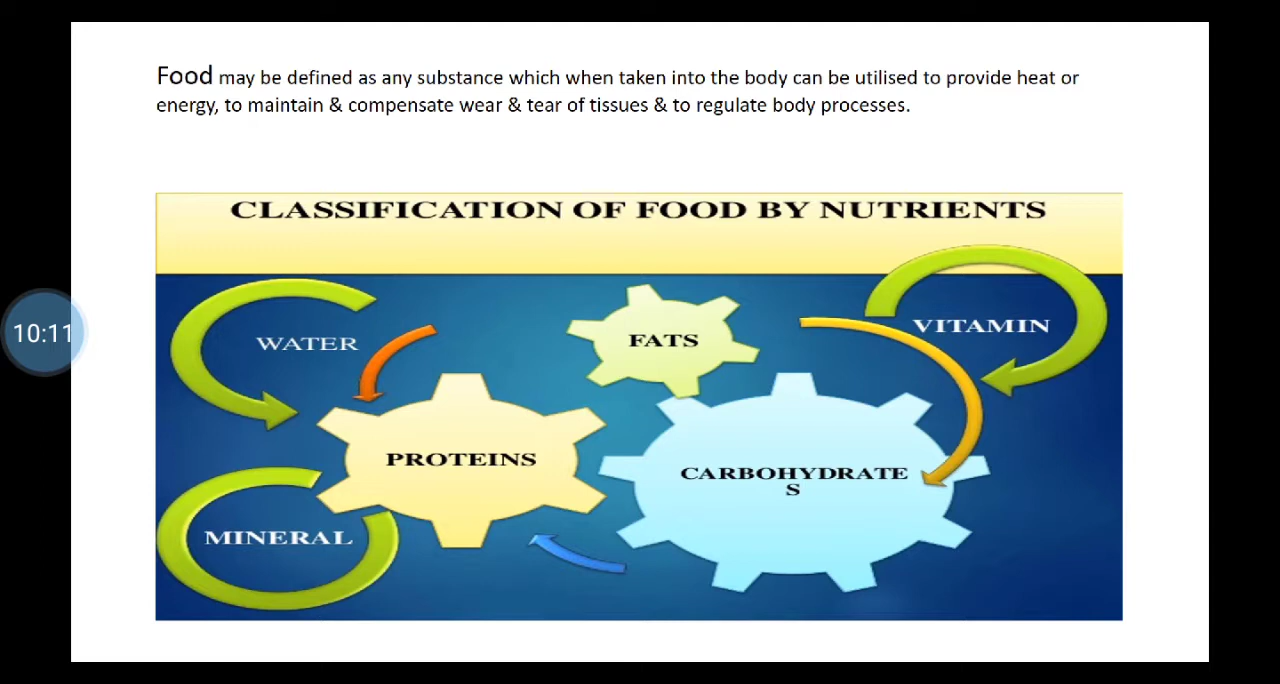 Food may be defined as any substance which when taken into the body can be utilised to provide heat or
energy, to maintain & compensate wear & tear of tissues & to regulate body processes.
CLASSIFICATION OF FOOD BY NUTRIENTS
WATER
FATS
VITAMIN
10:11
PROTEINS
CARBOHYDRATE
S
MINERAL